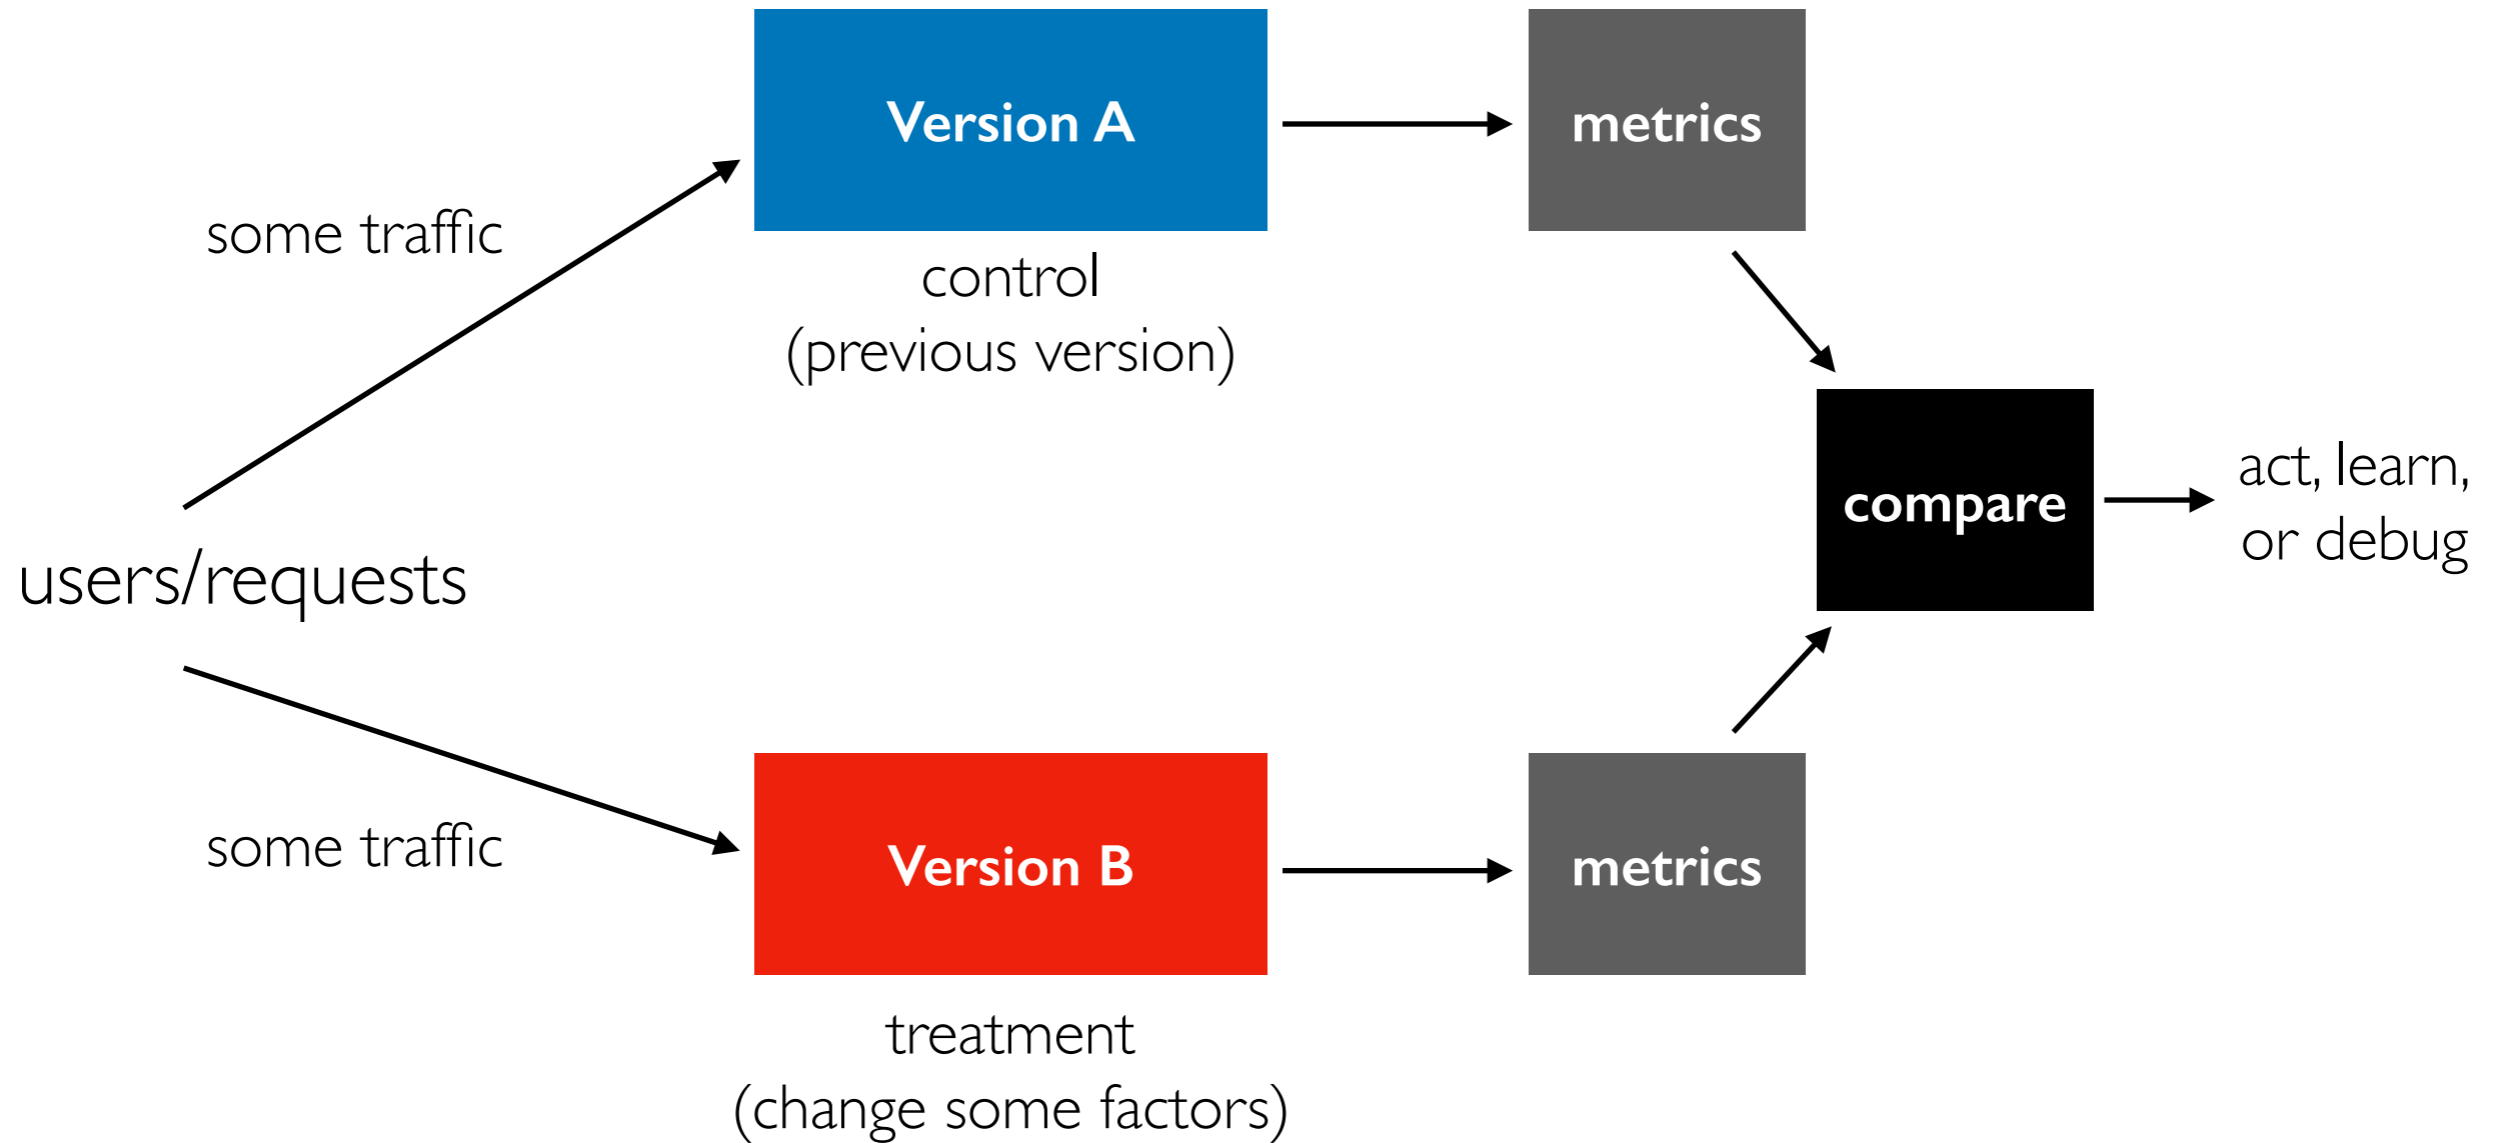 Version A
metrics
some traffic
control
(previous version)
compare
act, learn,
or debug
users/requests
some traffic
Version B
metrics
treatment
(change some factors)